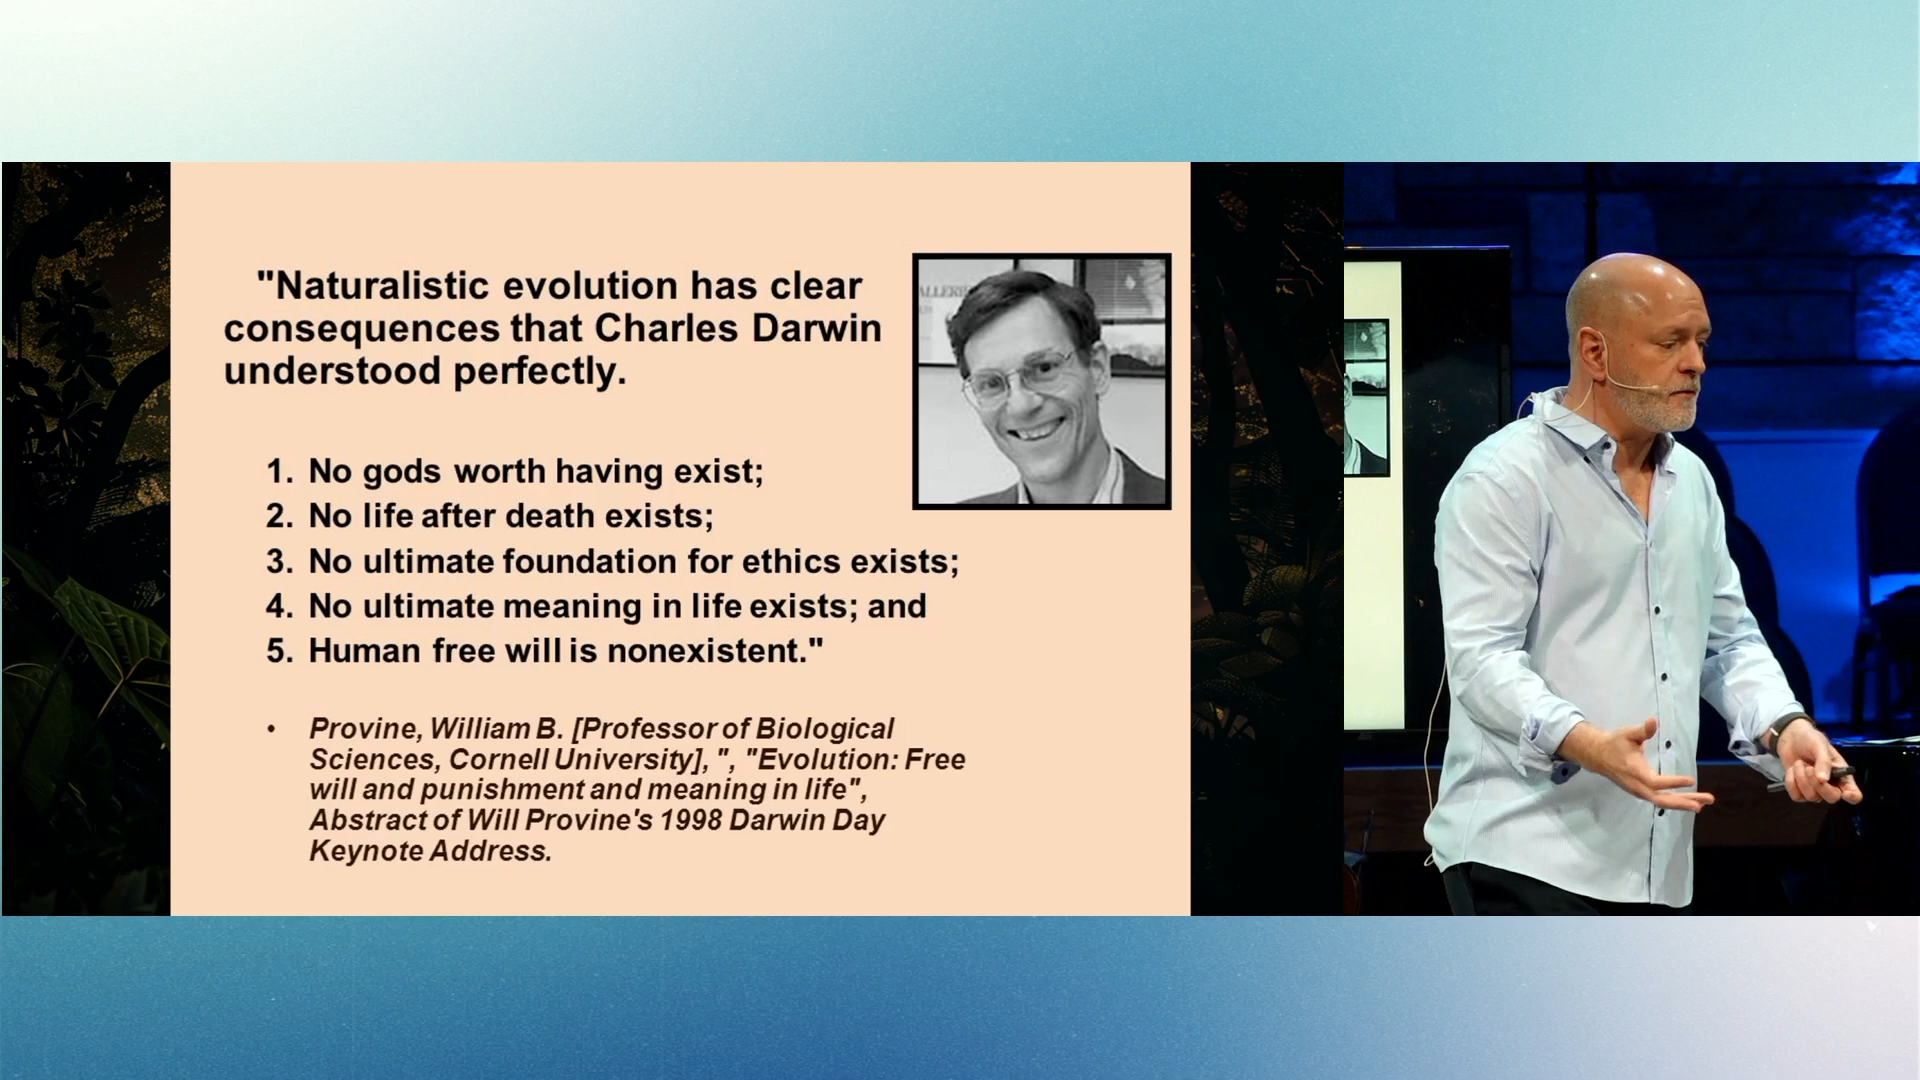 "Naturalistic evolution has clear
consequences that Charles Darwin
understood perfectly.
1. No gods worth having exist;
2. No life after death exists;
3. No ultimate foundation for ethics exists;
4. No ultimate meaning in life exists; and
5. Human free will is nonexistent."
• Provine, William B. [Professor of Biological
Sciences, Cornell University], ", "Evolution: Free
will and punishment and meaning in life",
Abstract of Will Provine's 1998 Darwin Day
Keynote Address.